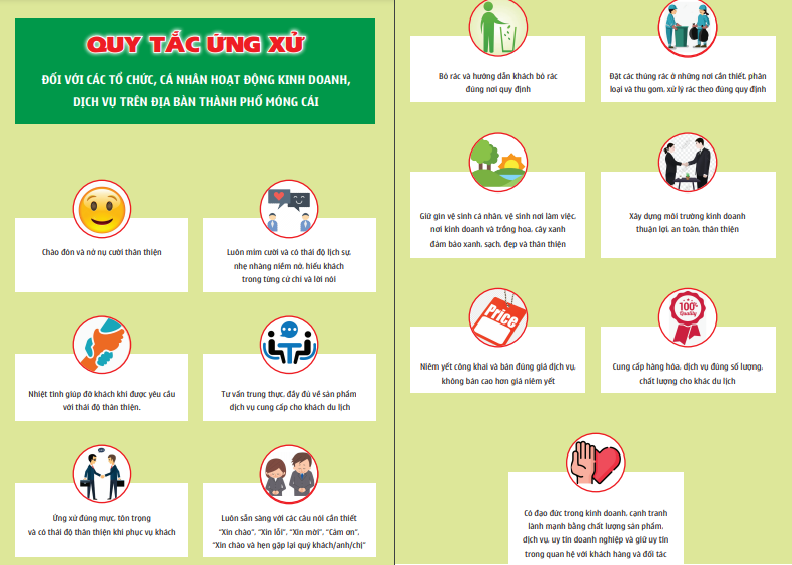 QUY TẮC ỨNG XỬ
ĐỐI VỚI CÁC TỔ CHỨC, CÁ NHÂN HOẠT ĐỘNG KINH DOANH,
DỊCH VỤ TRÊN ĐỊA BÀN THÀNH PHỐ MÓNG CÁI
Chào đón và nở nụ cười thân thiện
Luôn mỉm cười và có thái độ lịch sự,
nhẹ nhàng niềm nở, hiếu khách
trong từng cử chỉ và lời nói
Nhiệt tình giúp đỡ khách khi được yêu cầu
với thái độ thân thiện.
Tư vấn trung thực, đầy đủ về sản phẩm
dịch vụ cung cấp cho khách du lịch
Ứng xử đúng mực, tôn trọng
và có thái độ thân thiện khi phục vụ khách
Luôn sẵn sàng với các câu nói cần thiết
"Xin chào", "Xin lỗi", "Xin mời", "Cảm ơn",
"Xin chào và hẹn gặp lại quý khách/anh/chị"
Bỏ rác và hướng dẫn khách bỏ rác
đúng nơi quy định
Đặt các thùng rác ở những nơi cần thiết, phân
loại và thu gom, xử lý rác theo đúng quy định
Giữ gìn vệ sinh cá nhân, vệ sinh nơi làm việc,
nơi kinh doanh và trồng hoa, cây xanh
đảm bảo xanh, sạch, đẹp và thân thiện
Xây dựng môi trường kinh doanh
thuận lợi, an toàn, thân thiện
Price
Niêm yết công khai và bán đúng giá dịch vụ,
không bán cao hơn giá niêm yết
100%
Quality
Cung cấp hàng hóa, dịch vụ đúng số lượng,
chất lượng cho khác du lịch
Có đạo đức trong kinh doanh, cạnh tranh
lành mạnh bằng chất lượng sản phẩm,
dịch vụ, uy tín doanh nghiệp và giữ uy tín
trong quan hệ với khách hàng và đối tác